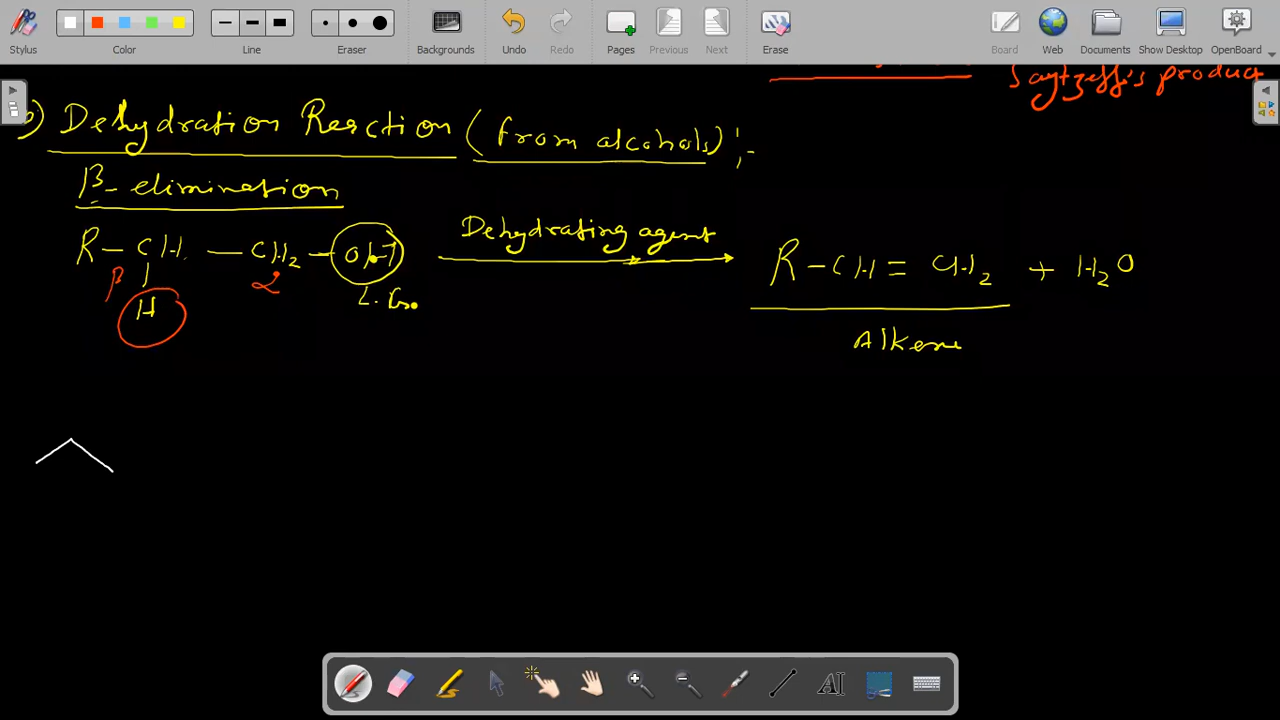 Stylus Color Line Eraser Backgrounds Undo Redo Pages Previous Next Erase Board Web Documents Show Desktop OpenBoard
Saytzeff's product
) Dehydration Reaction (from alcohols) :-
β-elimination
R - CH - CH2 - OH Dehydrating agent R - CH = CH2 + H2O
β α
H L.
Alkene